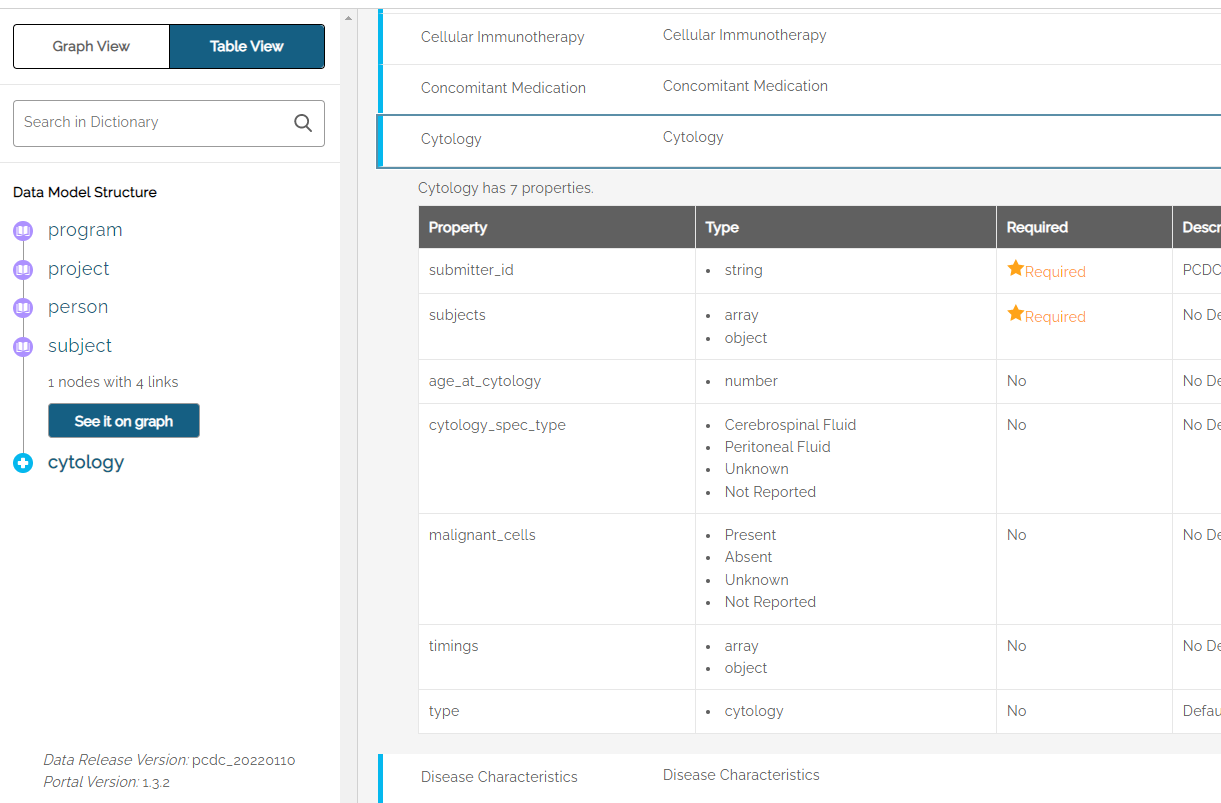 Graph View
Table View
Search in Dictionary
Data Model Structure
program
project
person
subject
1 nodes with 4 links
See it on graph
cytology
Data Release Version: pcdc_20220110
Portal Version: 1.3.2
Cellular Immunotherapy Cellular Immunotherapy
Concomitant Medication Concomitant Medication
Cytology Cytology
Cytology has 7 properties.
Property Type Required Descr
submitter_id • string Required PCDC
subjects • array Required No De
• object
age_at_cytology • number No No De
cytology_spec_type • Cerebrospinal Fluid No No De
• Peritoneal Fluid
• Unknown
• Not Reported
malignant_cells • Present No No De
• Absent
• Unknown
• Not Reported
timings • array No No De
• object
type • cytology No Defau
Disease Characteristics Disease Characteristics